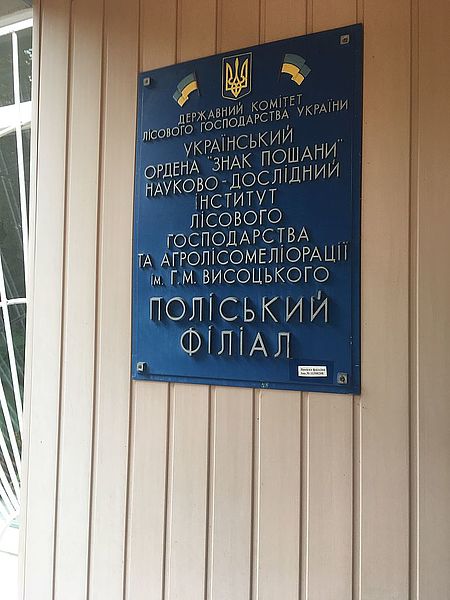 ДЕРЖАВНИЙ КОМІТЕТ
ЛІСОВОГО ГОСПОДАРСТВА УКРАЇНИ
УКРАЇНСЬКИЙ
ОРДЕНА "ЗНАК ПОШАНИ"
НАУКОВО-ДОСЛІДНИЙ
ІНСТИТУТ
ЛІСОВОГО
ГОСПОДАРСТВА
ТА АГРОЛІСОМЕЛІОРАЦІЇ
ІМ. Г.М. ВИСОЦЬКОГО
ПОЛІСЬКИЙ
ФІЛІАЛ